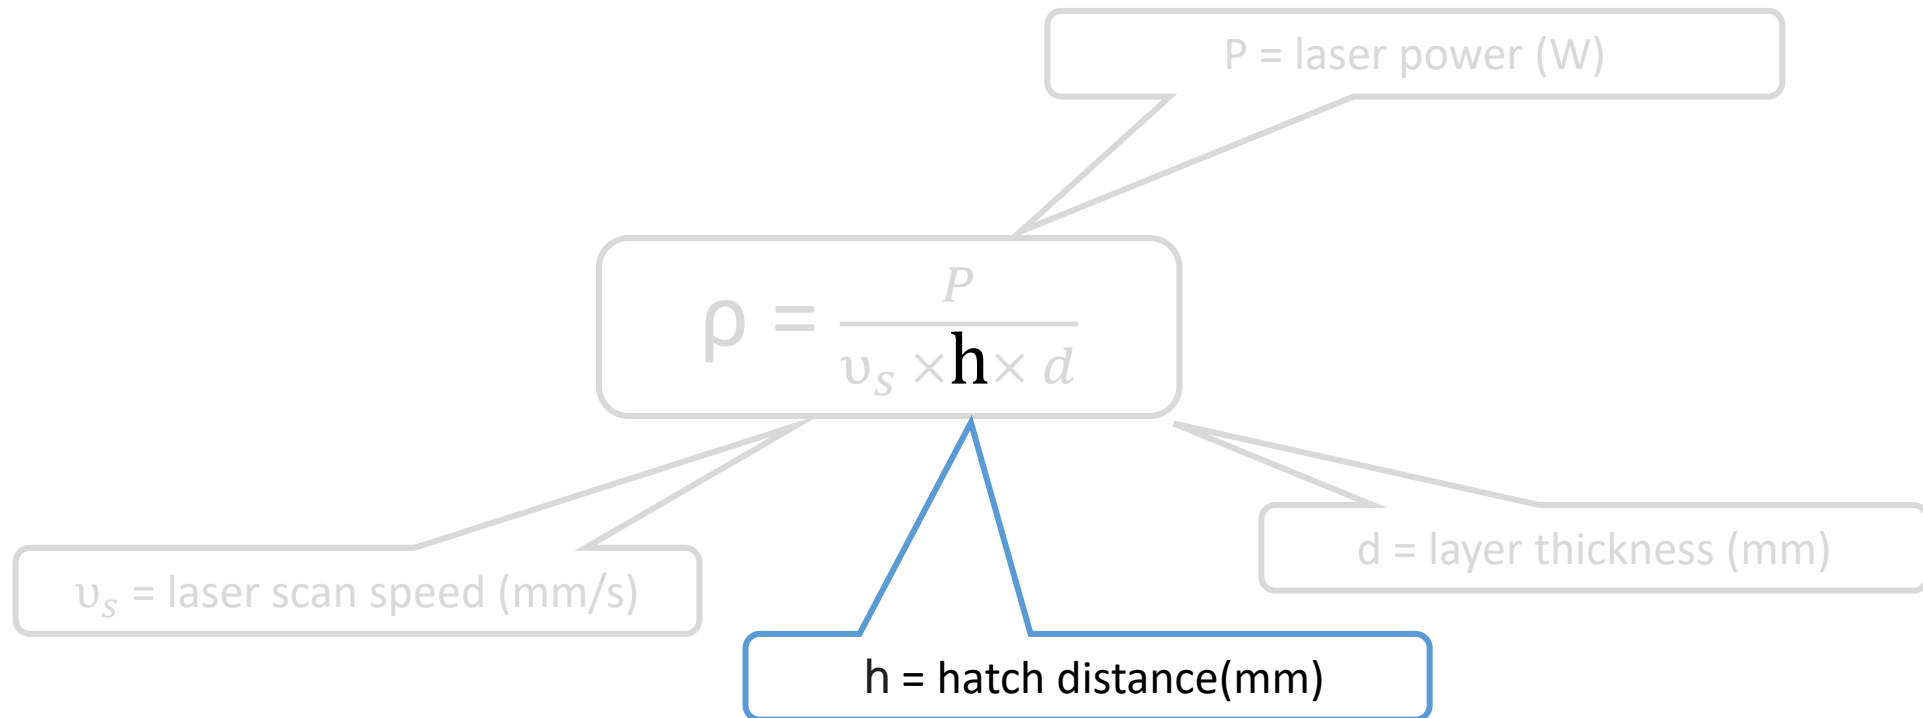 P = laser power (W)
ρ = P / υₛ × h × d
υₛ = laser scan speed (mm/s)
d = layer thickness (mm)
h = hatch distance(mm)